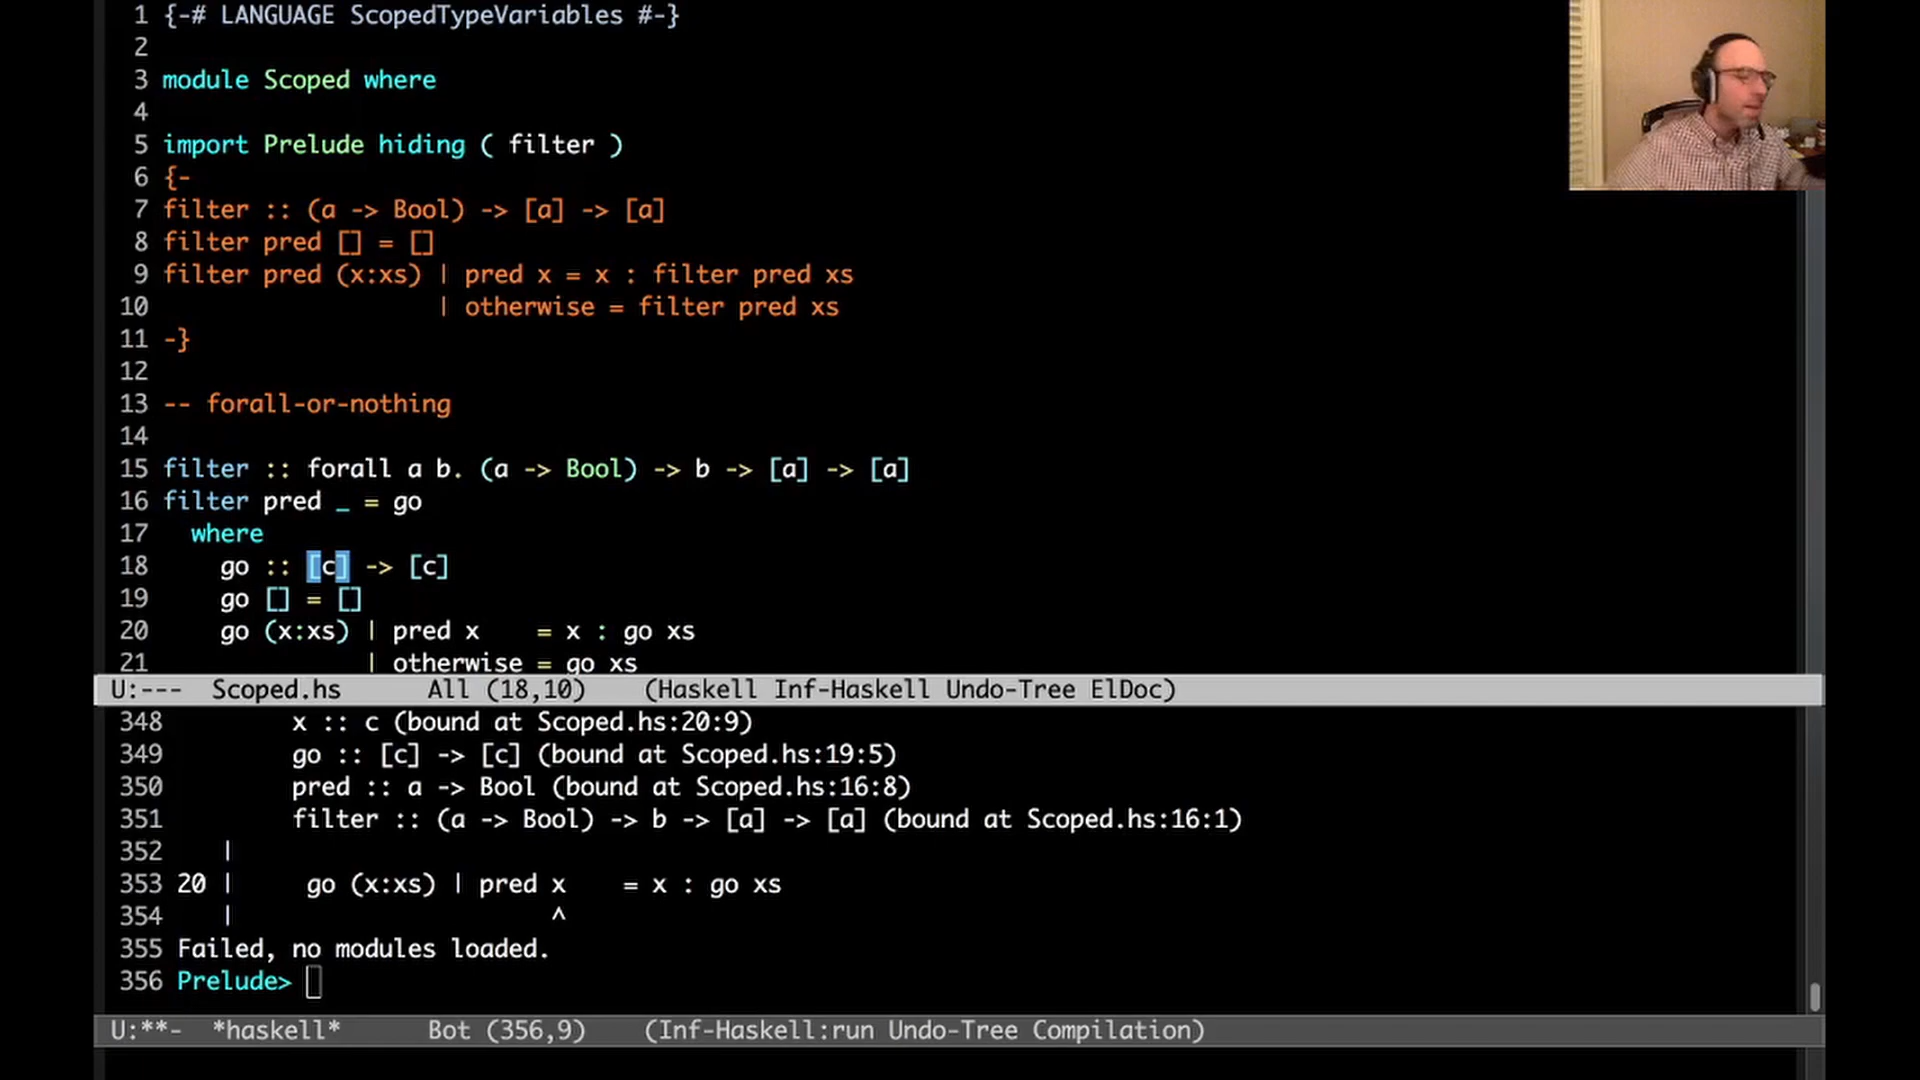 1 {-# LANGUAGE ScopedTypeVariables #-}
2
3 module Scoped where
4
5 import Prelude hiding ( filter )
6 {-
7 filter :: (a -> Bool) -> [a] -> [a]
8 filter pred [] = []
9 filter pred (x:xs) | pred x = x : filter pred xs
10                    | otherwise = filter pred xs
11 -}
12
13 -- forall-or-nothing
14
15 filter :: forall a b. (a -> Bool) -> b -> [a] -> [a]
16 filter pred _ = go
17   where
18     go :: [c] -> [c]
19     go [] = []
20     go (x:xs) | pred x    = x : go xs
21               | otherwise = go xs
U:---  Scoped.hs      All (18,10)    (Haskell Inf-Haskell Undo-Tree ElDoc)
348         x :: c (bound at Scoped.hs:20:9)
349         go :: [c] -> [c] (bound at Scoped.hs:19:5)
350         pred :: a -> Bool (bound at Scoped.hs:16:8)
351         filter :: (a -> Bool) -> b -> [a] -> [a] (bound at Scoped.hs:16:1)
352    |
353 20 |     go (x:xs) | pred x    = x : go xs
354    |                      ^
355 Failed, no modules loaded.
356 Prelude>
U:**-  *haskell*      Bot (356,9)    (Inf-Haskell:run Undo-Tree Compilation)